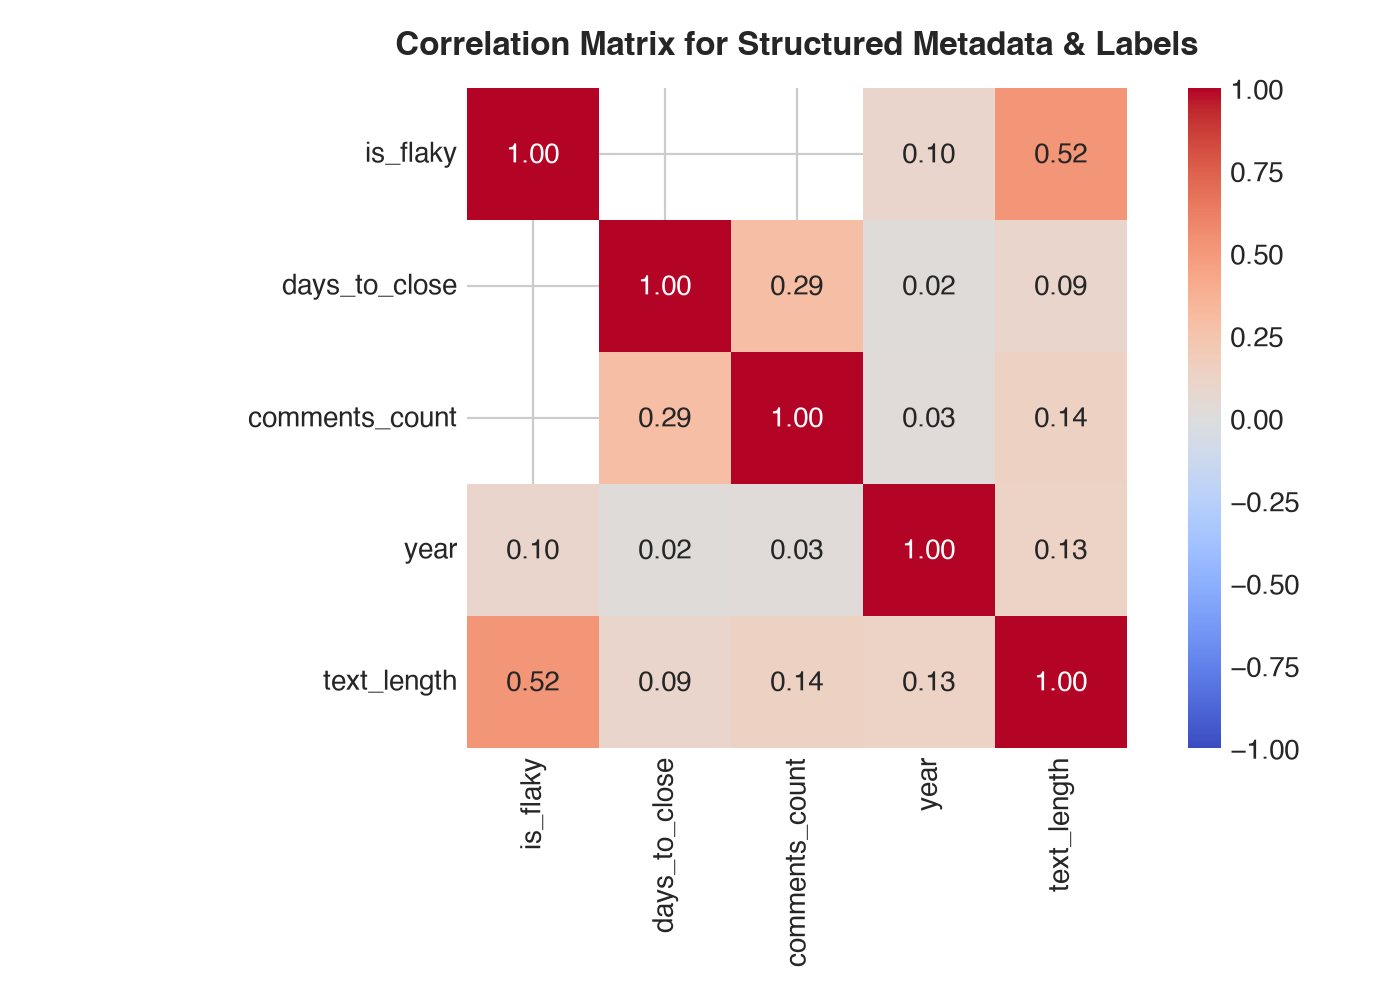 Correlation Matrix for Structured Metadata & Labels
is_flaky 1.00 0.10 0.52
days_to_close 1.00 0.29 0.02 0.09
comments_count 0.29 1.00 0.03 0.14
year 0.10 0.02 0.03 1.00 0.13
text_length 0.52 0.09 0.14 0.13 1.00
is_flaky
days_to_close
comments_count
year
text_length
1.00
0.75
0.50
0.25
0.00
−0.25
−0.50
−0.75
−1.00